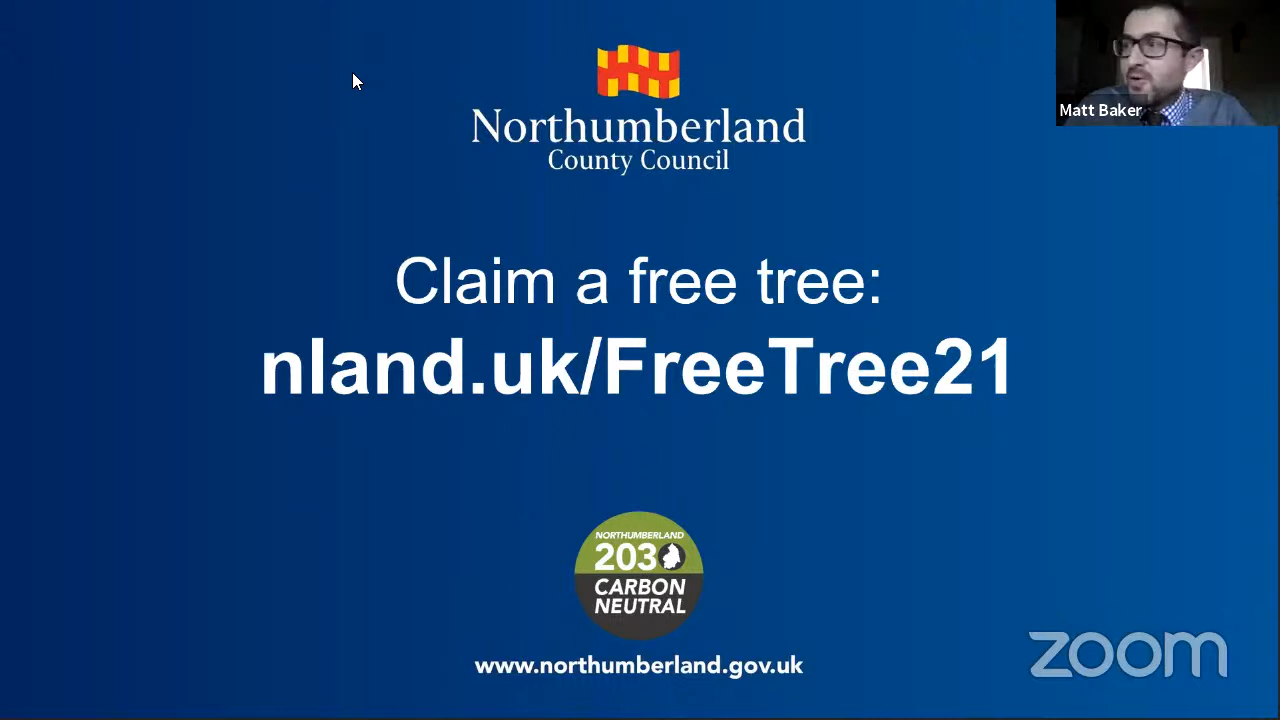 Northumberland
County Council
Matt Baker
Claim a free tree:
nland.uk/FreeTree21
NORTHUMBERLAND
2030
CARBON
NEUTRAL
www.northumberland.gov.uk
zoom